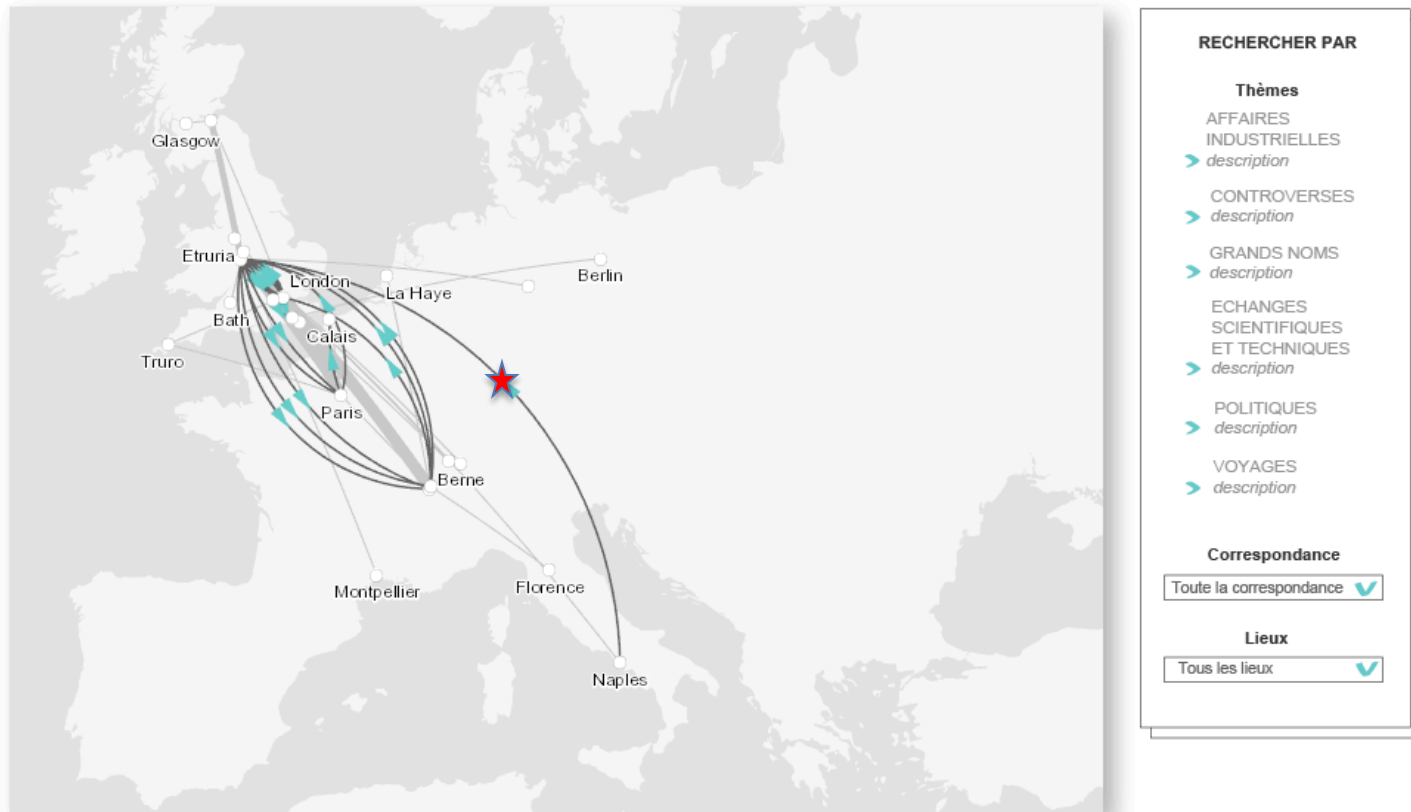 Glasgow
Etruria
London
Berlin
La Haye
Bath
Calais
Truro
Paris
Berne
Montpellier
Florence
Naples
RECHERCHER PAR
Thèmes
AFFAIRES
INDUSTRIELLES
description
CONTROVERSES
description
GRANDS NOMS
description
ECHANGES
SCIENTIFIQUES
ET TECHNIQUES
description
POLITIQUES
description
VOYAGES
description
Correspondance
Toute la correspondance
Lieux
Tous les lieux